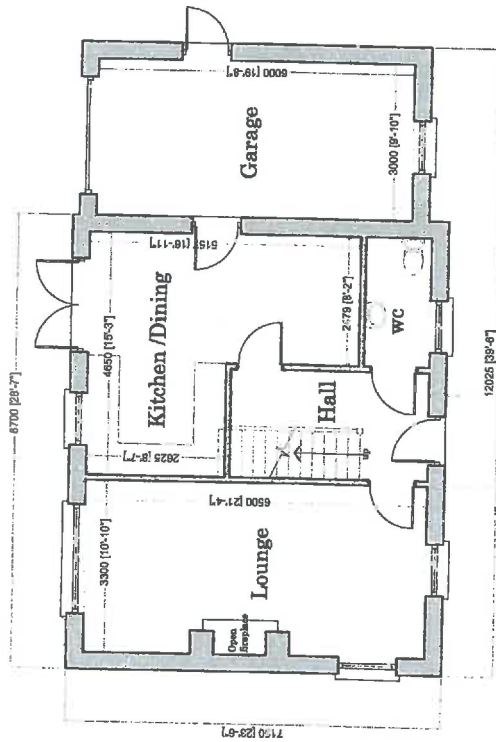 8700 [28'-7"]
4650 [15'-3"]
Kitchen /Dining
2625 [8'-7"]
5157 [16'-11"]
2479 [8'-2"]
6000 [19'-8"]
Garage
3000 [9'-10"]
3300 [10'-10"]
6500 [21'-4"]
Lounge
Open
fireplace
Hall
up
WC
7150 [23'-6"]
12025 [39'-6"]